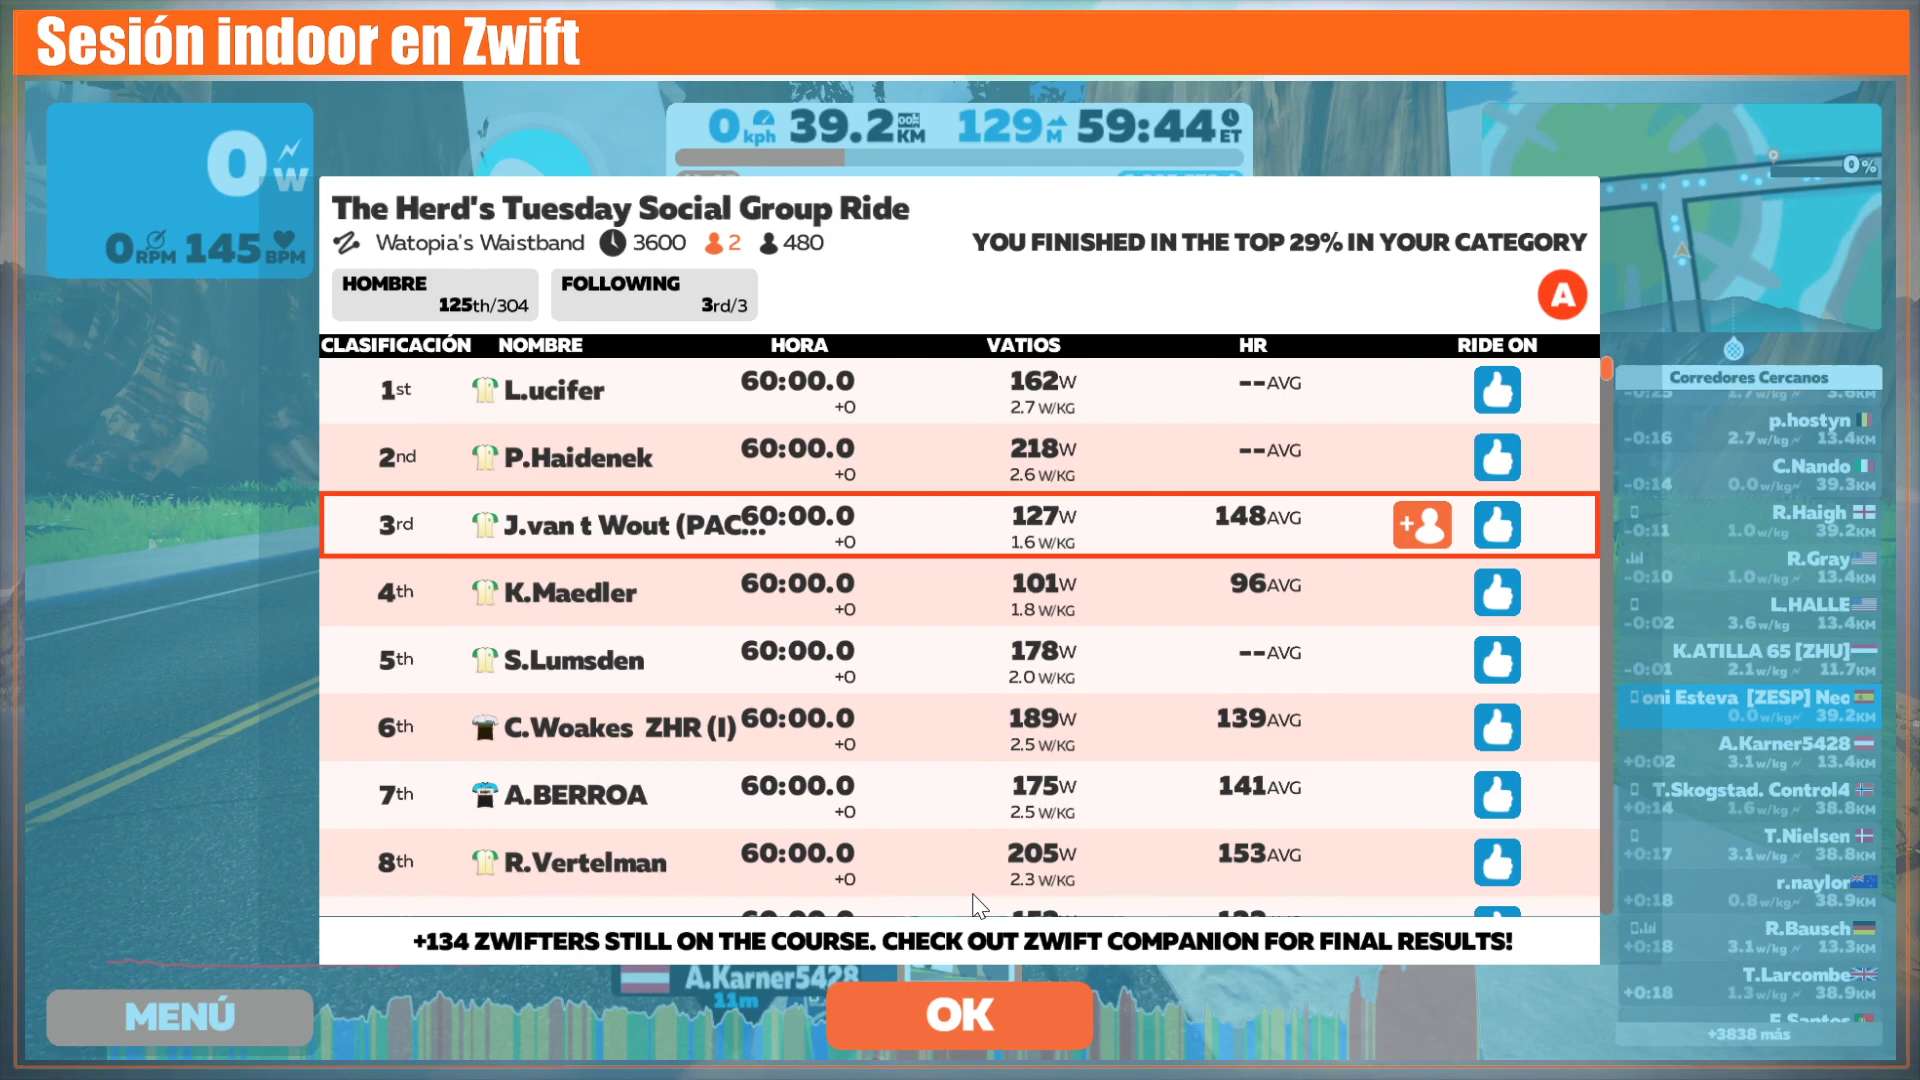 Sesión indoor en Zwift
0 W
0 RPM 145 BPM
0 kph 39.2 KM 129 M 59:44 ET
0%
The Herd's Tuesday Social Group Ride
Watopia's Waistband 3600 2 480
YOU FINISHED IN THE TOP 29% IN YOUR CATEGORY
HOMBRE
125th/304
FOLLOWING
3rd/3
A
CLASIFICACIÓN NOMBRE HORA VATIOS HR RIDE ON
1st L.ucifer 60:00.0 162W --AVG
+0 2.7 W/KG
2nd P.Haidenek 60:00.0 218W --AVG
+0 2.6 W/KG
3rd J.van t Wout (PAC... 60:00.0 127W 148AVG
+0 1.6 W/KG
4th K.Maedler 60:00.0 101W 96AVG
+0 1.8 W/KG
5th S.Lumsden 60:00.0 178W --AVG
+0 2.0 W/KG
6th C.Woakes ZHR (I) 60:00.0 189W 139AVG
+0 2.5 W/KG
7th A.BERROA 60:00.0 175W 141AVG
+0 2.5 W/KG
8th R.Vertelman 60:00.0 205W 153AVG
+0 2.3 W/KG
+134 ZWIFTERS STILL ON THE COURSE. CHECK OUT ZWIFT COMPANION FOR FINAL RESULTS!
Corredores Cercanos
p.hostyn
-0:16 2.7w/kg 13.4KM
C.Nando
-0:14 0.0w/kg 39.3KM
R.Haigh
-0:11 1.0w/kg 39.2KM
R.Gray
-0:10 1.0w/kg 13.4KM
L.HALLE
-0:02 3.6w/kg 13.4KM
K.ATILLA 65 [ZHU]
-0:01 2.1w/kg 11.7KM
oni Esteva [ZESP] Neo
0.0w/kg 39.2KM
A.Karner5428
+0:02 3.1w/kg 13.4KM
T.Skogstad. Control4
+0:14 1.6w/kg 38.8KM
T.Nielsen
+0:17 3.1w/kg 38.8KM
r.naylor
+0:18 0.8w/kg 38.9KM
R.Bausch
+0:18 3.1w/kg 13.3KM
T.Larcombe
+0:18 1.3w/kg 38.9KM
+3838 más
A.Karner5428
11m
MENÚ
OK